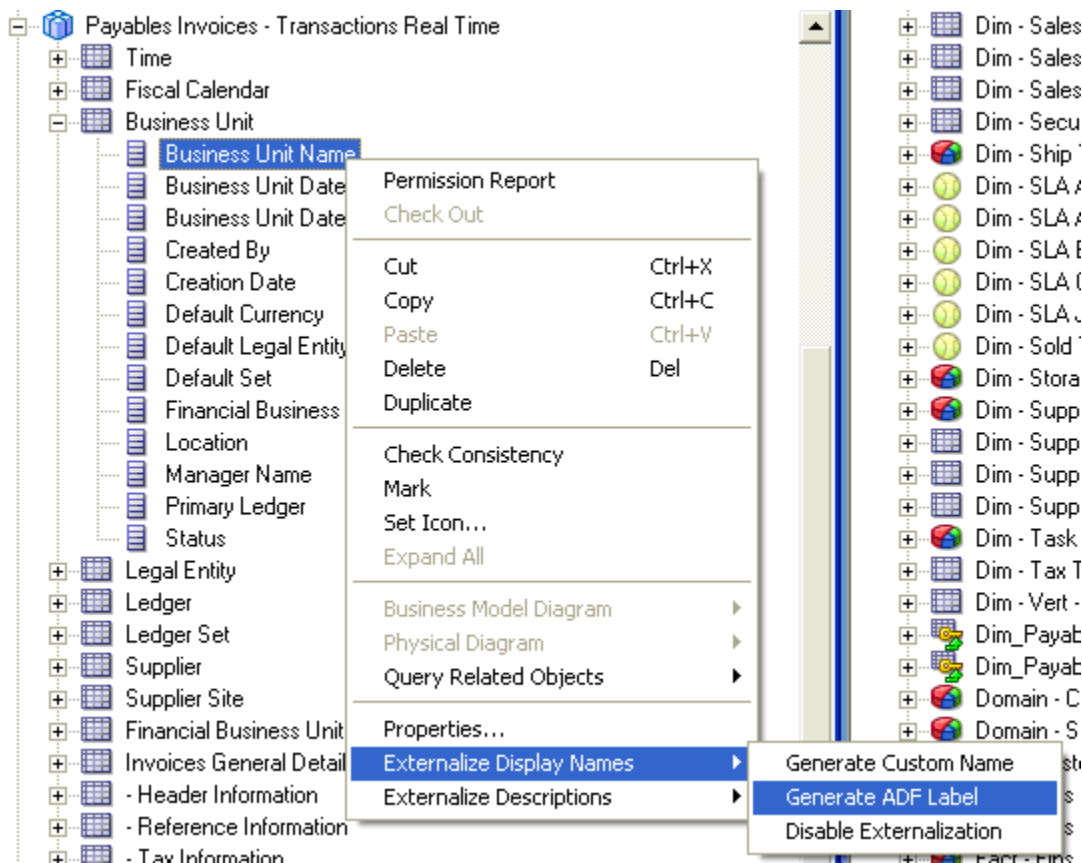 Payables Invoices - Transactions Real Time
Time
Fiscal Calendar
Business Unit
Business Unit Name
Business Unit Date
Business Unit Date
Created By
Creation Date
Default Currency
Default Legal Entity
Default Set
Financial Business
Location
Manager Name
Primary Ledger
Status
Legal Entity
Ledger
Ledger Set
Supplier
Supplier Site
Financial Business Unit
Invoices General Detail
- Header Information
- Reference Information
- Tax Information
Permission Report
Check Out
Cut Ctrl+X
Copy Ctrl+C
Paste Ctrl+V
Delete Del
Duplicate
Check Consistency
Mark
Set Icon...
Expand All
Business Model Diagram
Physical Diagram
Query Related Objects
Properties...
Externalize Display Names
Externalize Descriptions
Generate Custom Name
Generate ADF Label
Disable Externalization
Dim - Sales
Dim - Sales
Dim - Sales
Dim - Secu
Dim - Ship
Dim - SLA
Dim - SLA
Dim - SLA
Dim - SLA
Dim - SLA
Dim - Sold
Dim - Stora
Dim - Supp
Dim - Supp
Dim - Supp
Dim - Supp
Dim - Task
Dim - Tax
Dim - Vert -
Dim_Payab
Dim_Payab
Domain - C
Domain - S
Fact - Fins